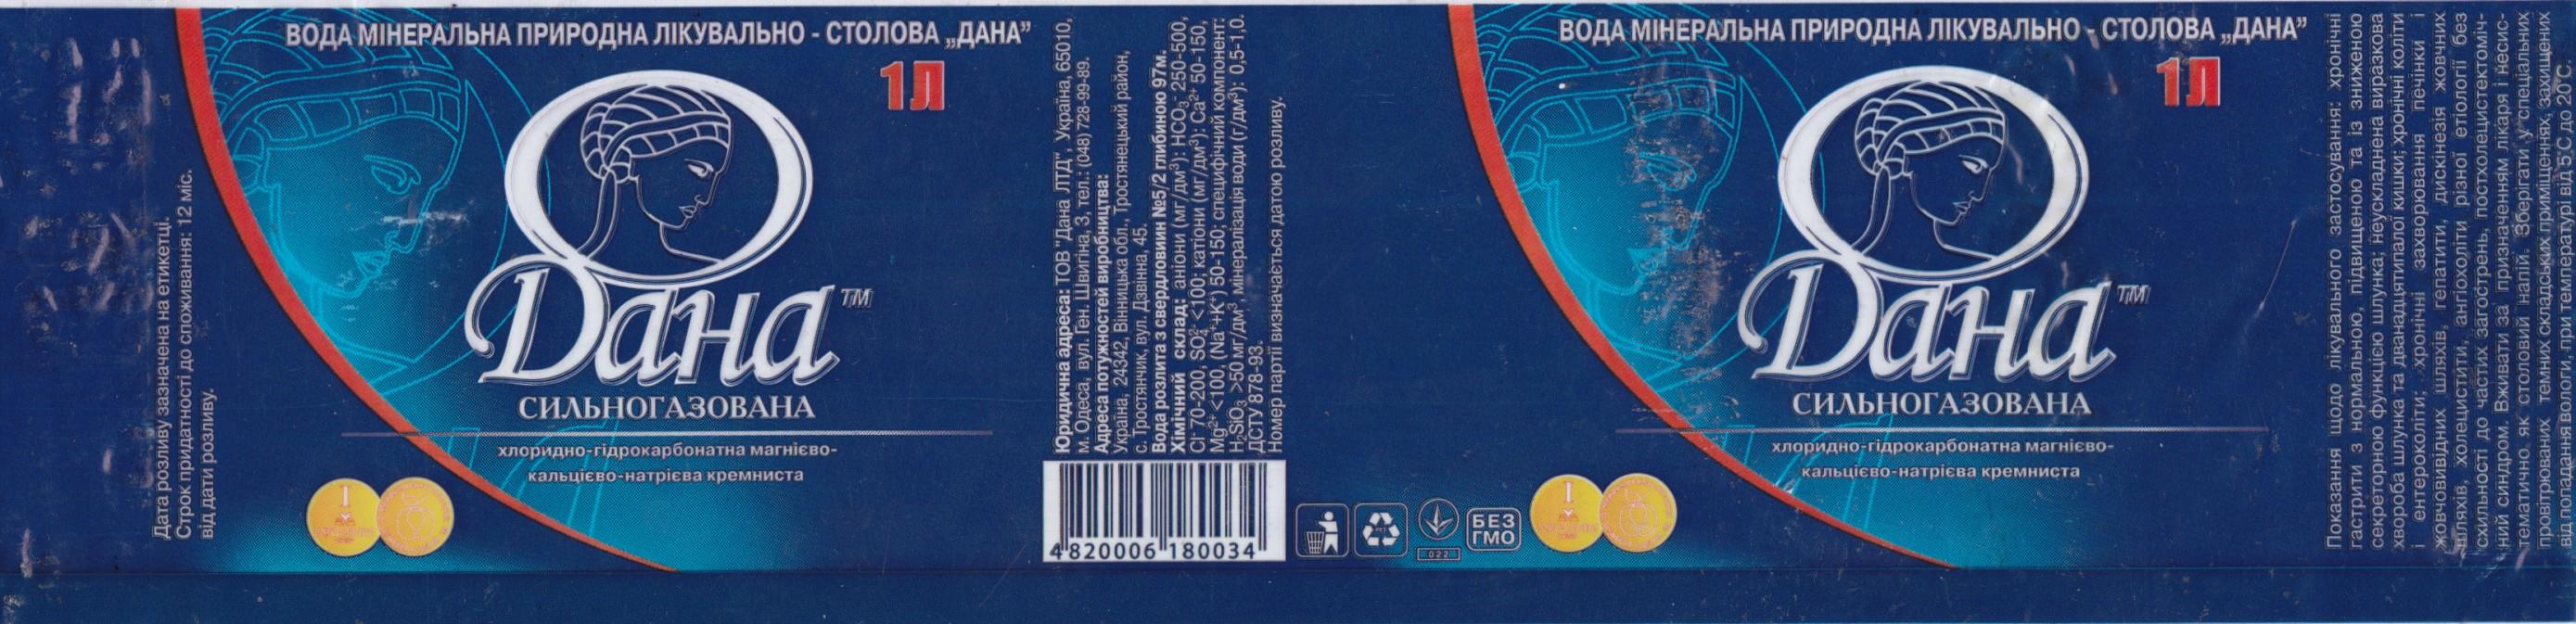 Дата розливу зазначена на етикетці.
Строк придатності до споживання: 12 міс.
від дати розливу.
ВОДА МІНЕРАЛЬНА ПРИРОДНА ЛІКУВАЛЬНО - СТОЛОВА „ДАНА”
1Л
Дана™
СИЛЬНОГАЗОВАНА
хлоридно-гідрокарбонатна магнієво-
кальцієво-натрієва кремниста
Юридична адреса: ТОВ "Дана ЛТД", Україна, 65010,
м. Одеса, вул. Ген. Швигіна, 3, тел.: (048) 728-99-89.
Адреса потужностей виробництва:
Україна, 24342, Вінницька обл., Тростянецький район,
с. Тростянчик, вул. Дзвінна, 45.
Вода розлита з свердловини №5/2 глибиною 97м.
Хімічний склад: аніони (мг/дм³): HCO₃⁻ 250-500,
Cl⁻ 70-200, SO₄²⁻ <100; катіони (мг/дм³): Ca²⁺ 50-150,
Mg²⁺<100, (Na⁺+K⁺) 50-150; специфічний компонент:
H₂SiO₃ >50 мг/дм³, мінералізація води (г/дм³): 0,5-1,0.
ДСТУ 878-93.
Номер партії визначається датою розливу.
4820006180034
022
БЕЗ
ГМО
ВОДА МІНЕРАЛЬНА ПРИРОДНА ЛІКУВАЛЬНО - СТОЛОВА „ДАНА”
1Л
Дана™
СИЛЬНОГАЗОВАНА
хлоридно-гідрокарбонатна магнієво-
кальцієво-натрієва кремниста
Показання щодо лікувального застосування: хронічні
гастрити з нормальною, підвищеною та із зниженою
секреторною функцією шлунка; неускладнена виразкова
хвороба шлунка та дванадцятипалої кишки; хронічні коліти
і ентероколіти; хронічні захворювання печінки і
жовчовивідних шляхів, гепатити, дискінезія жовчних
шляхів, холецистити, ангіохоліти різної етіології без
схильності до частих загострень, постхолецистектоміч-
ний синдром. Вживати за призначенням лікаря і несис-
тематично, як столовий напій. Зберігати у спеціальних
провітрюваних темних складських приміщеннях, захищених
від попадання вологи, при температурі від 5°С до 20°С.